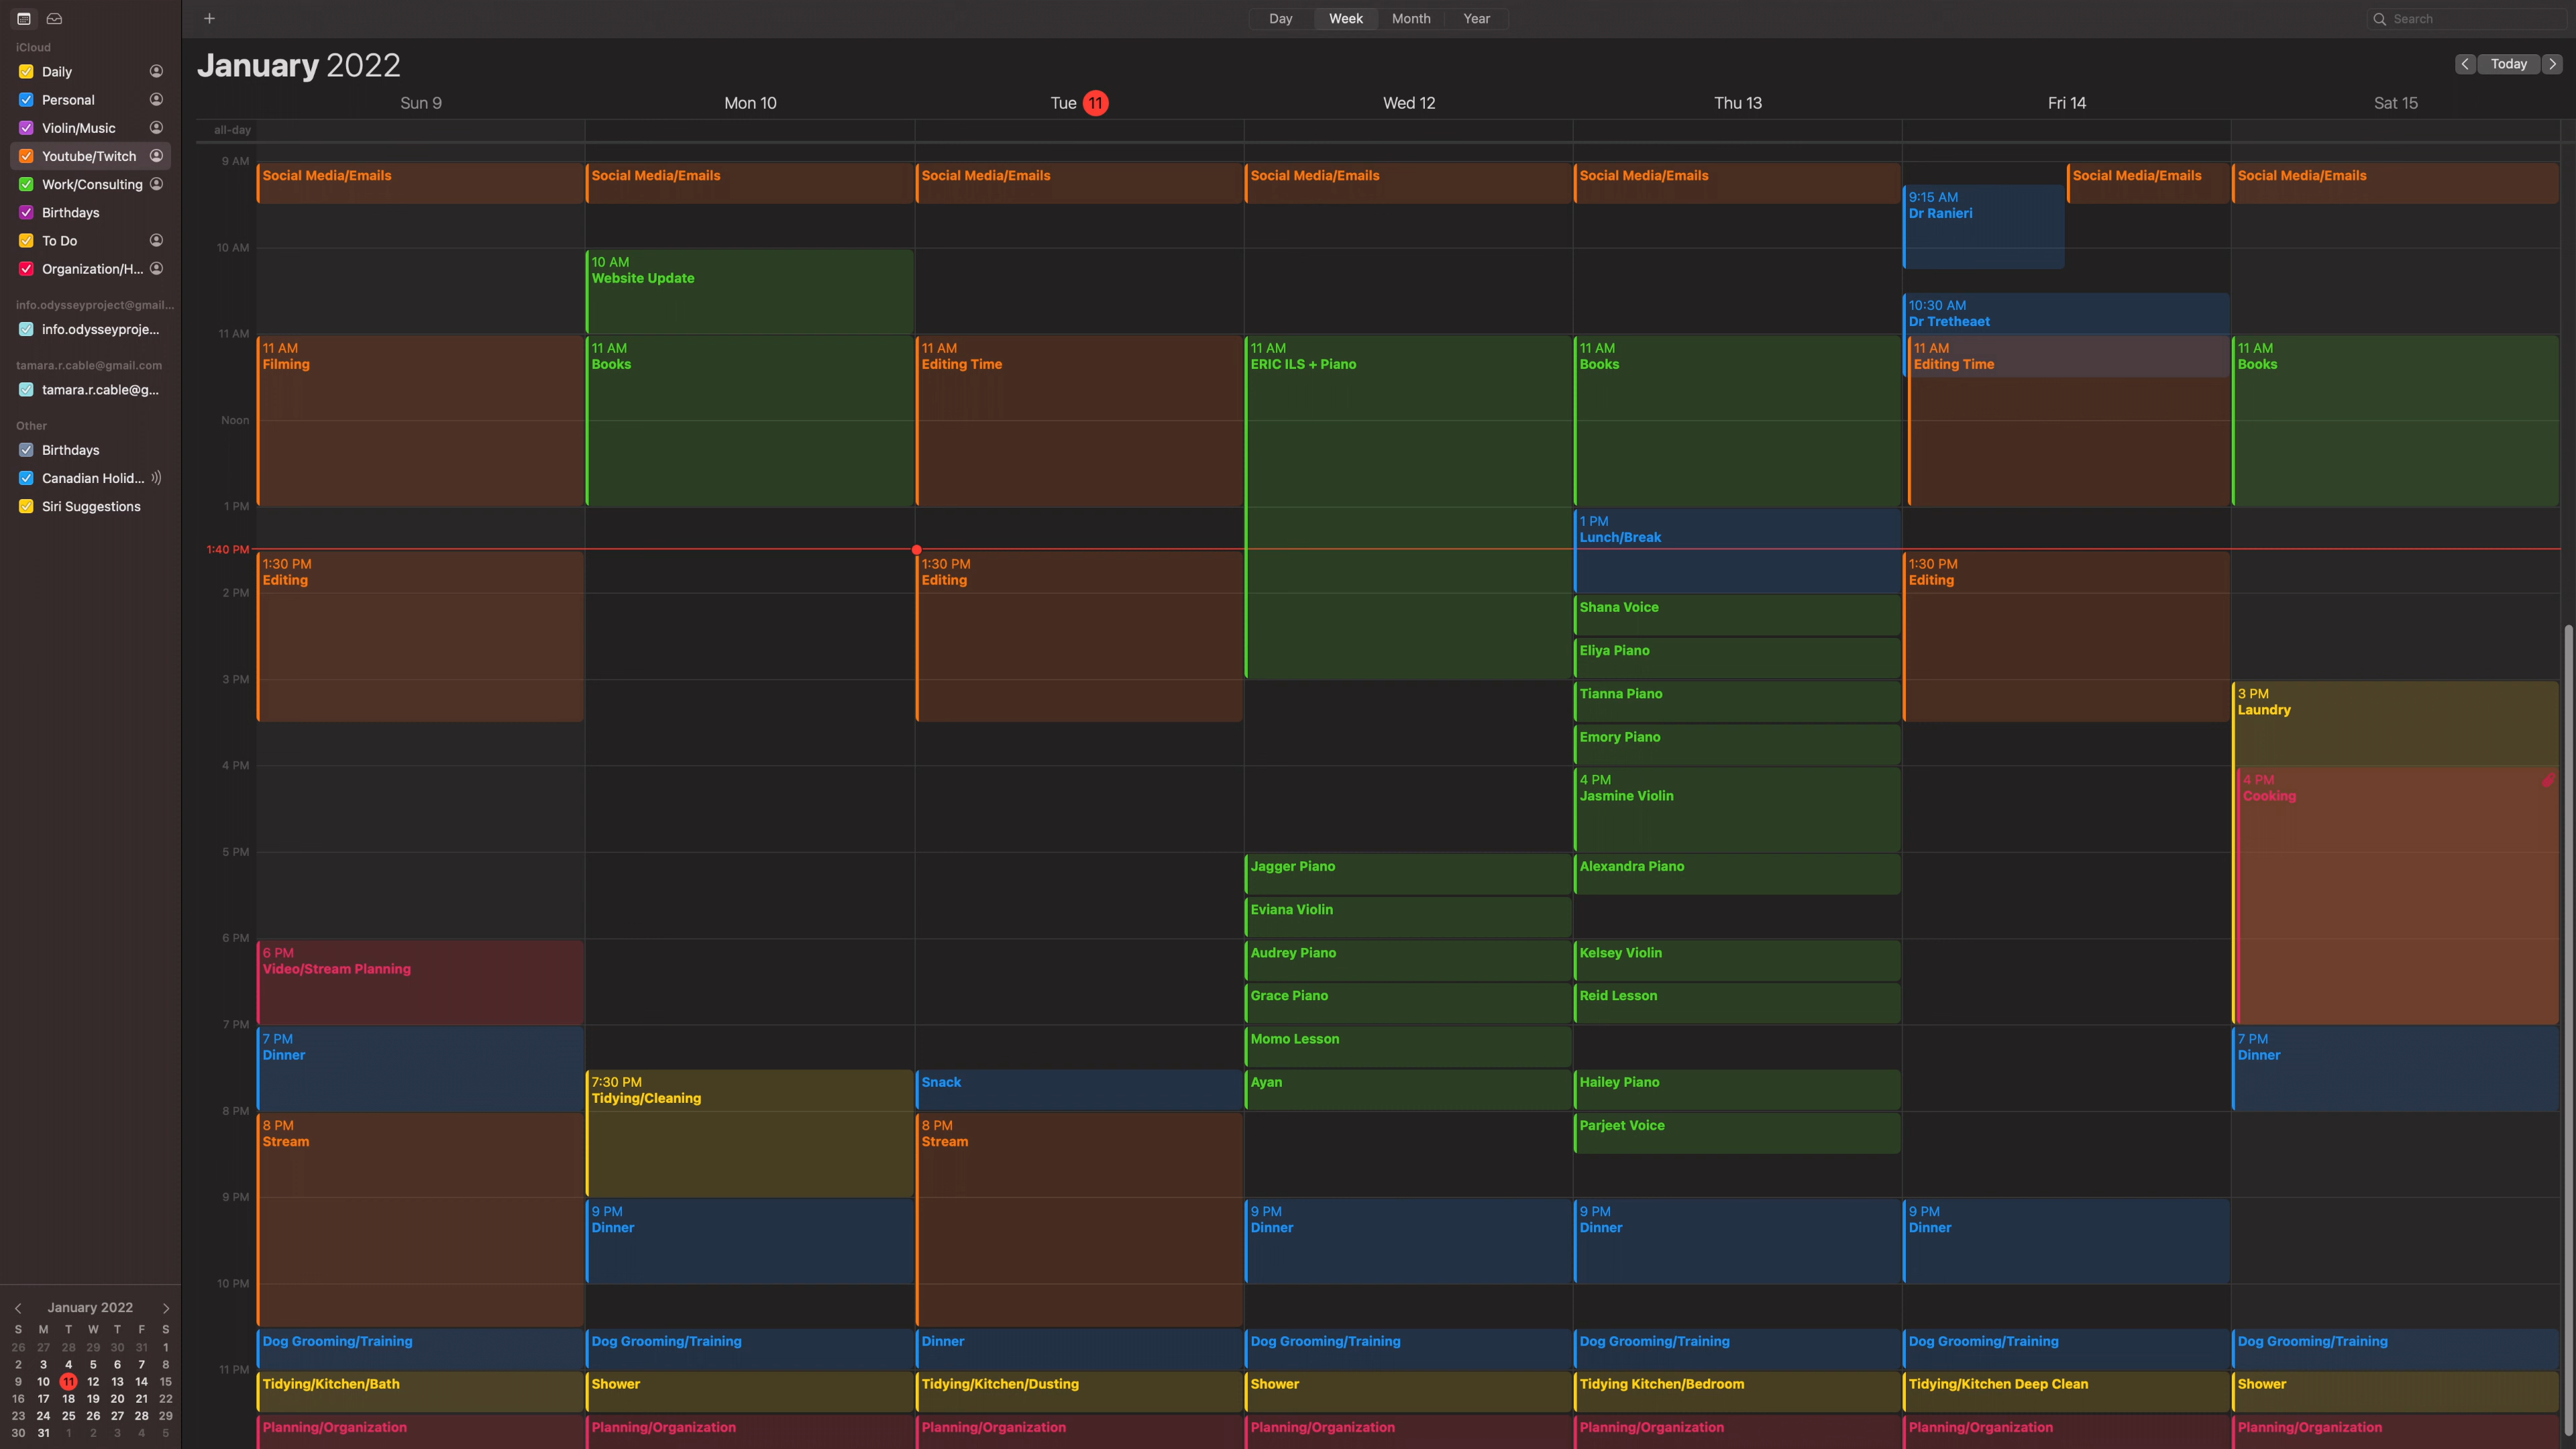 iCloud
Daily
Personal
Violin/Music
Youtube/Twitch
Work/Consulting
Birthdays
To Do
Organization/H...
info.odysseyproject@gmail...
info.odysseyproje...
tamara.r.cable@gmail.com
tamara.r.cable@g...
Other
Birthdays
Canadian Holid...
Siri Suggestions
January 2022
S M T W T F S
26 27 28 29 30 31 1
2 3 4 5 6 7 8
9 10 11 12 13 14 15
16 17 18 19 20 21 22
23 24 25 26 27 28 29
30 31 1 2 3 4 5
+
Day Week Month Year
Search
January 2022
Today
Sun 9
Mon 10
Tue 11
Wed 12
Thu 13
Fri 14
Sat 15
all-day
9 AM
10 AM
11 AM
Noon
1 PM
1:40 PM
2 PM
3 PM
4 PM
5 PM
6 PM
7 PM
8 PM
9 PM
10 PM
11 PM
Social Media/Emails
11 AM
Filming
1:30 PM
Editing
6 PM
Video/Stream Planning
7 PM
Dinner
8 PM
Stream
Dog Grooming/Training
Tidying/Kitchen/Bath
Planning/Organization
Social Media/Emails
10 AM
Website Update
11 AM
Books
7:30 PM
Tidying/Cleaning
9 PM
Dinner
Dog Grooming/Training
Shower
Planning/Organization
Social Media/Emails
11 AM
Editing Time
1:30 PM
Editing
Snack
8 PM
Stream
Dinner
Tidying/Kitchen/Dusting
Planning/Organization
Social Media/Emails
11 AM
ERIC ILS + Piano
Jagger Piano
Eviana Violin
Audrey Piano
Grace Piano
Momo Lesson
Ayan
9 PM
Dinner
Dog Grooming/Training
Shower
Planning/Organization
Social Media/Emails
11 AM
Books
1 PM
Lunch/Break
Shana Voice
Eliya Piano
Tianna Piano
Emory Piano
4 PM
Jasmine Violin
Alexandra Piano
Kelsey Violin
Reid Lesson
Hailey Piano
Parjeet Voice
9 PM
Dinner
Dog Grooming/Training
Tidying Kitchen/Bedroom
Planning/Organization
Social Media/Emails
9:15 AM
Dr Ranieri
10:30 AM
Dr Tretheaet
11 AM
Editing Time
1:30 PM
Editing
9 PM
Dinner
Dog Grooming/Training
Tidying/Kitchen Deep Clean
Planning/Organization
Social Media/Emails
11 AM
Books
3 PM
Laundry
4 PM
Cooking
7 PM
Dinner
Dog Grooming/Training
Shower
Planning/Organization